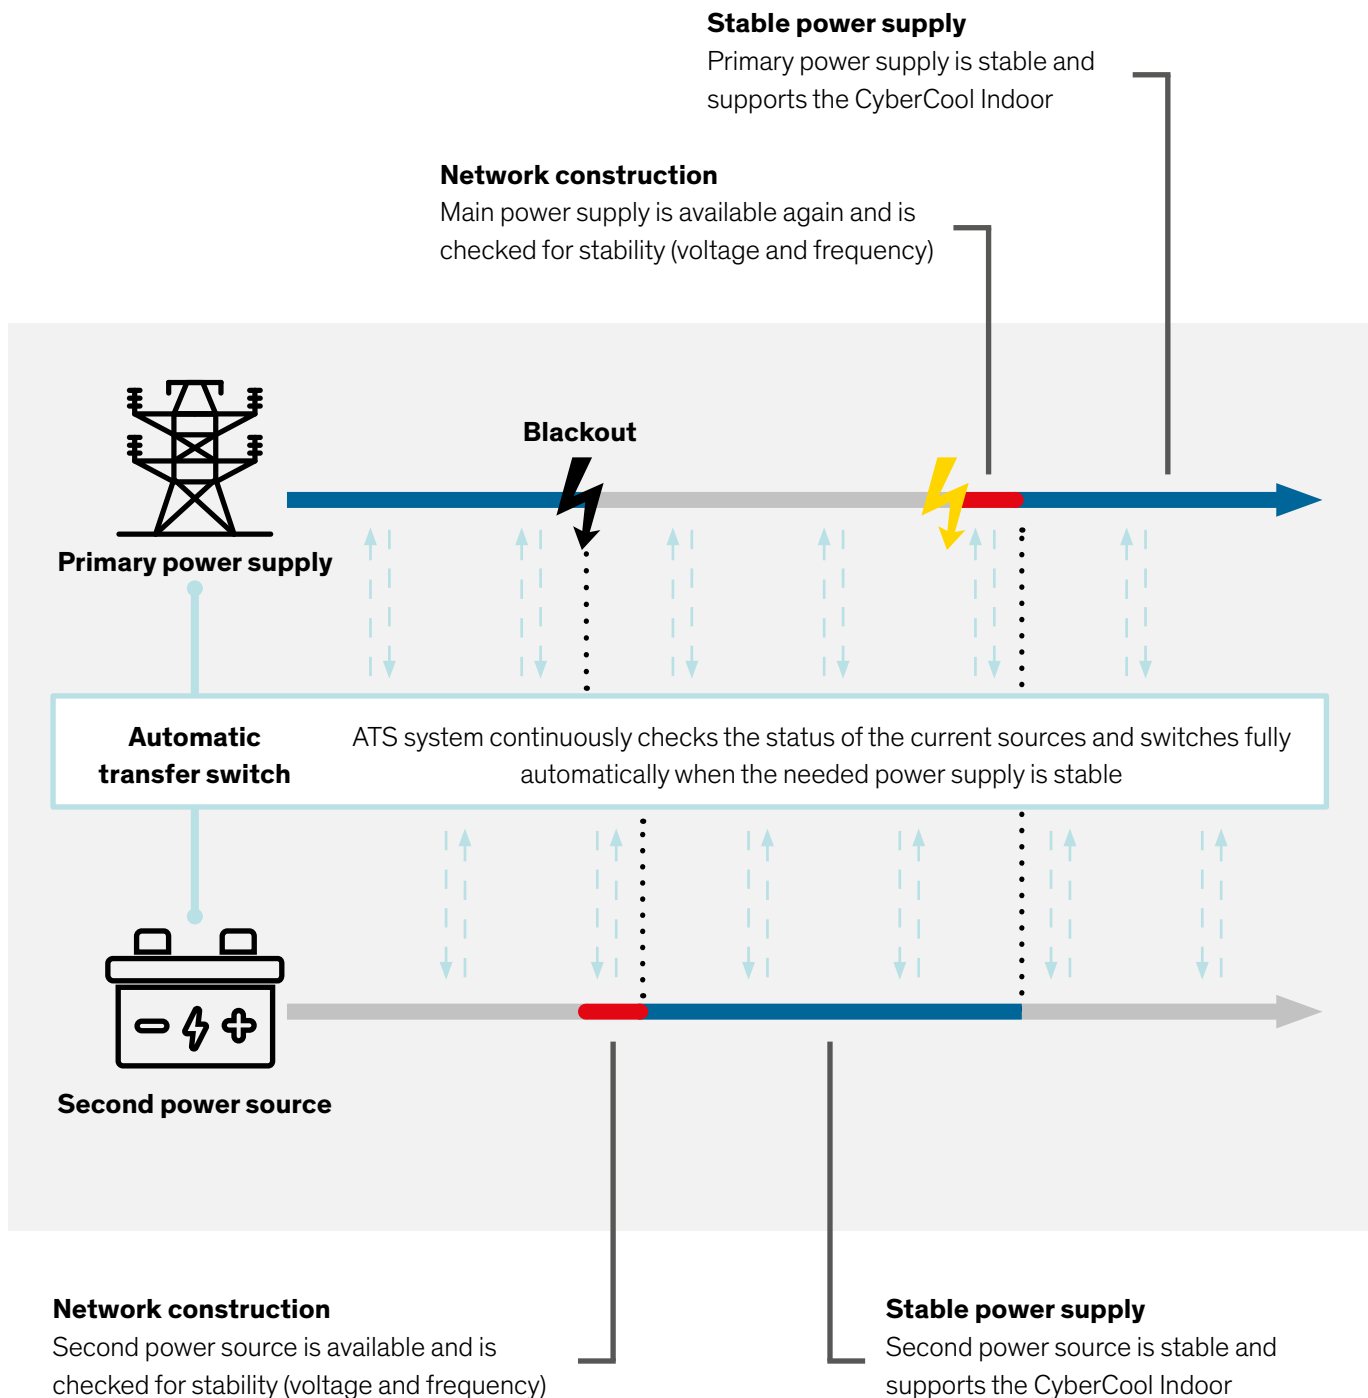 Stable power supply
Primary power supply is stable and
supports the CyberCool Indoor
Network construction
Main power supply is available again and is
checked for stability (voltage and frequency)
Blackout
Primary power supply
Automatic
transfer switch
ATS system continuously checks the status of the current sources and switches fully
automatically when the needed power supply is stable
Second power source
Network construction
Second power source is available and is
checked for stability (voltage and frequency)
Stable power supply
Second power source is stable and
supports the CyberCool Indoor